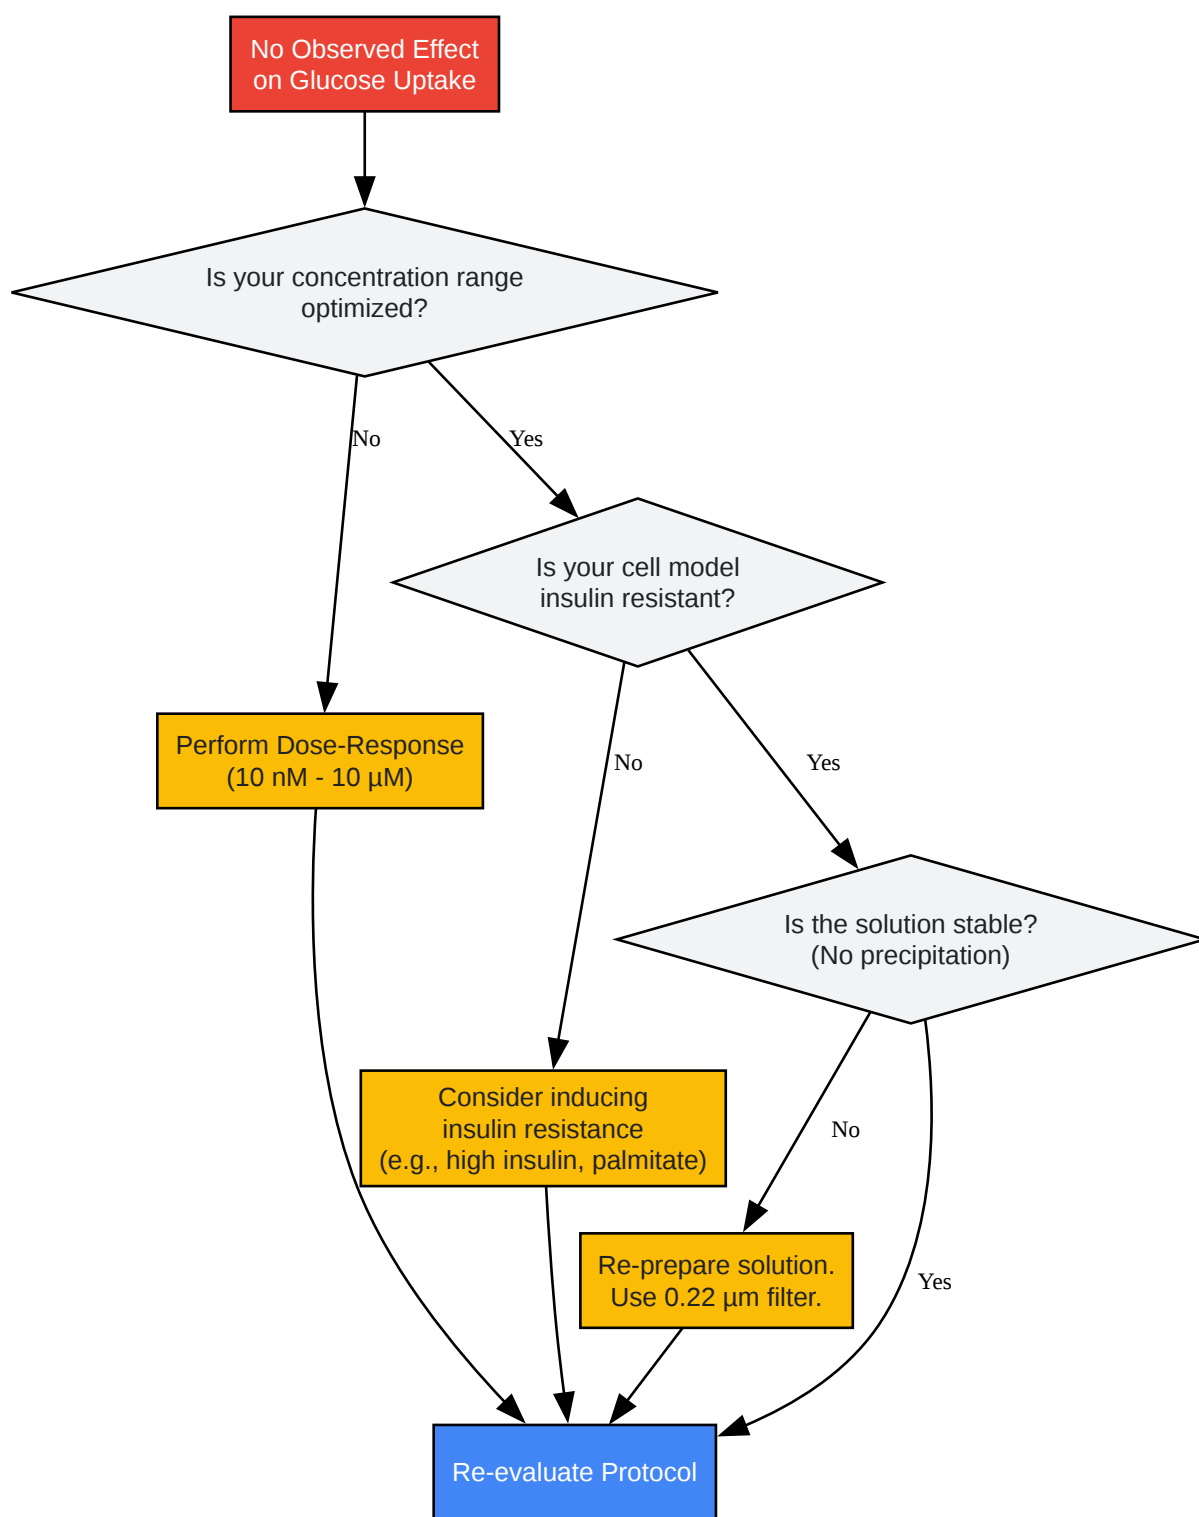 No Observed Effect
on Glucose Uptake
Is your concentration range
optimized?
No
Yes
Is your cell model
insulin resistant?
Perform Dose-Response
(10 nM - 10 µM)
No
Yes
Is the solution stable?
(No precipitation)
Consider inducing
insulin resistance
(e.g., high insulin, palmitate)
No
Re-prepare solution.
Use 0.22 µm filter.
Yes
Re-evaluate Protocol